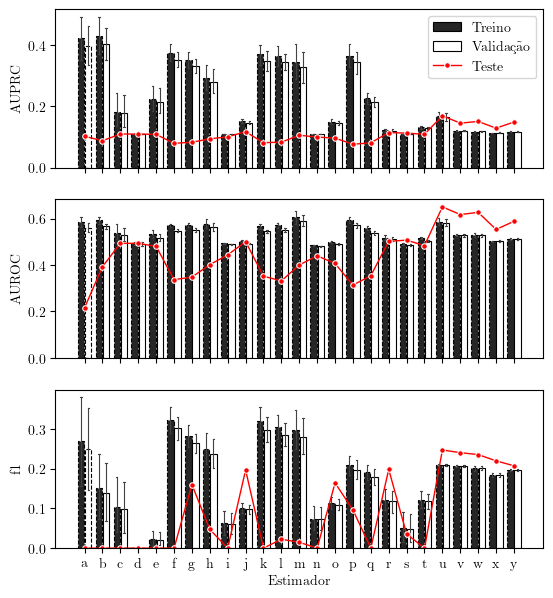 Treino
Validação
Teste
0.4
0.2
0.0
AUPRC
0.6
0.4
0.2
0.0
AUROC
0.3
0.2
0.1
0.0
f1
a b c d e f g h i j k l m n o p q r s t u v w x y
Estimador